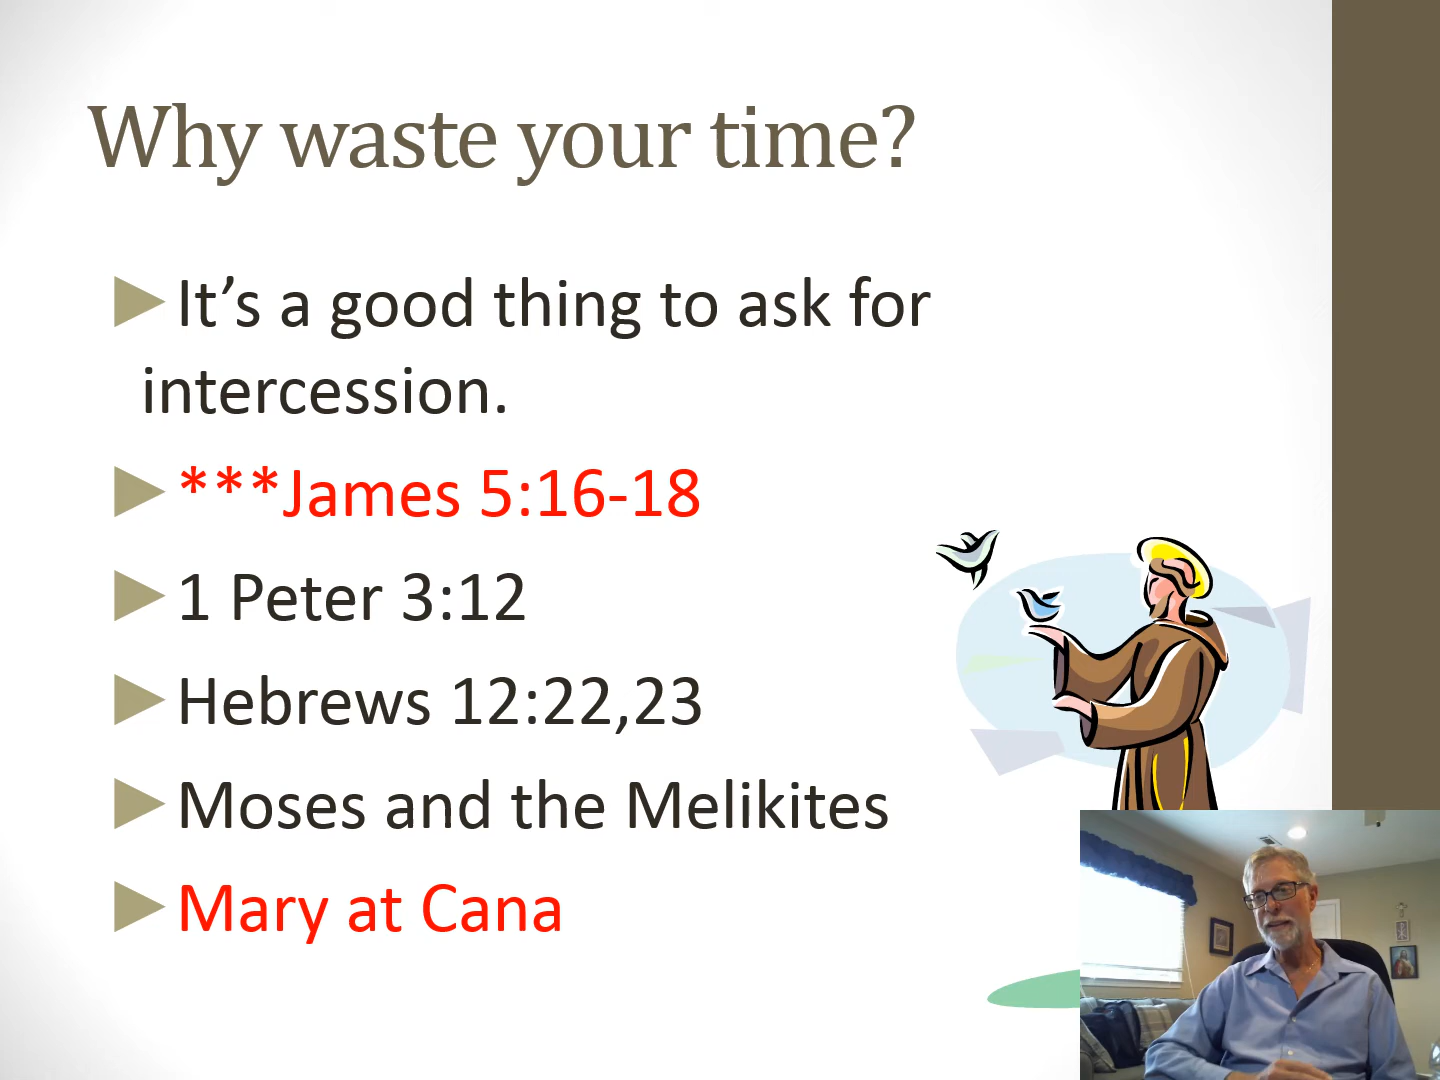 Why waste your time?
►It’s a good thing to ask for
intercession.
►***James 5:16-18
►1 Peter 3:12
►Hebrews 12:22,23
►Moses and the Melikites
►Mary at Cana